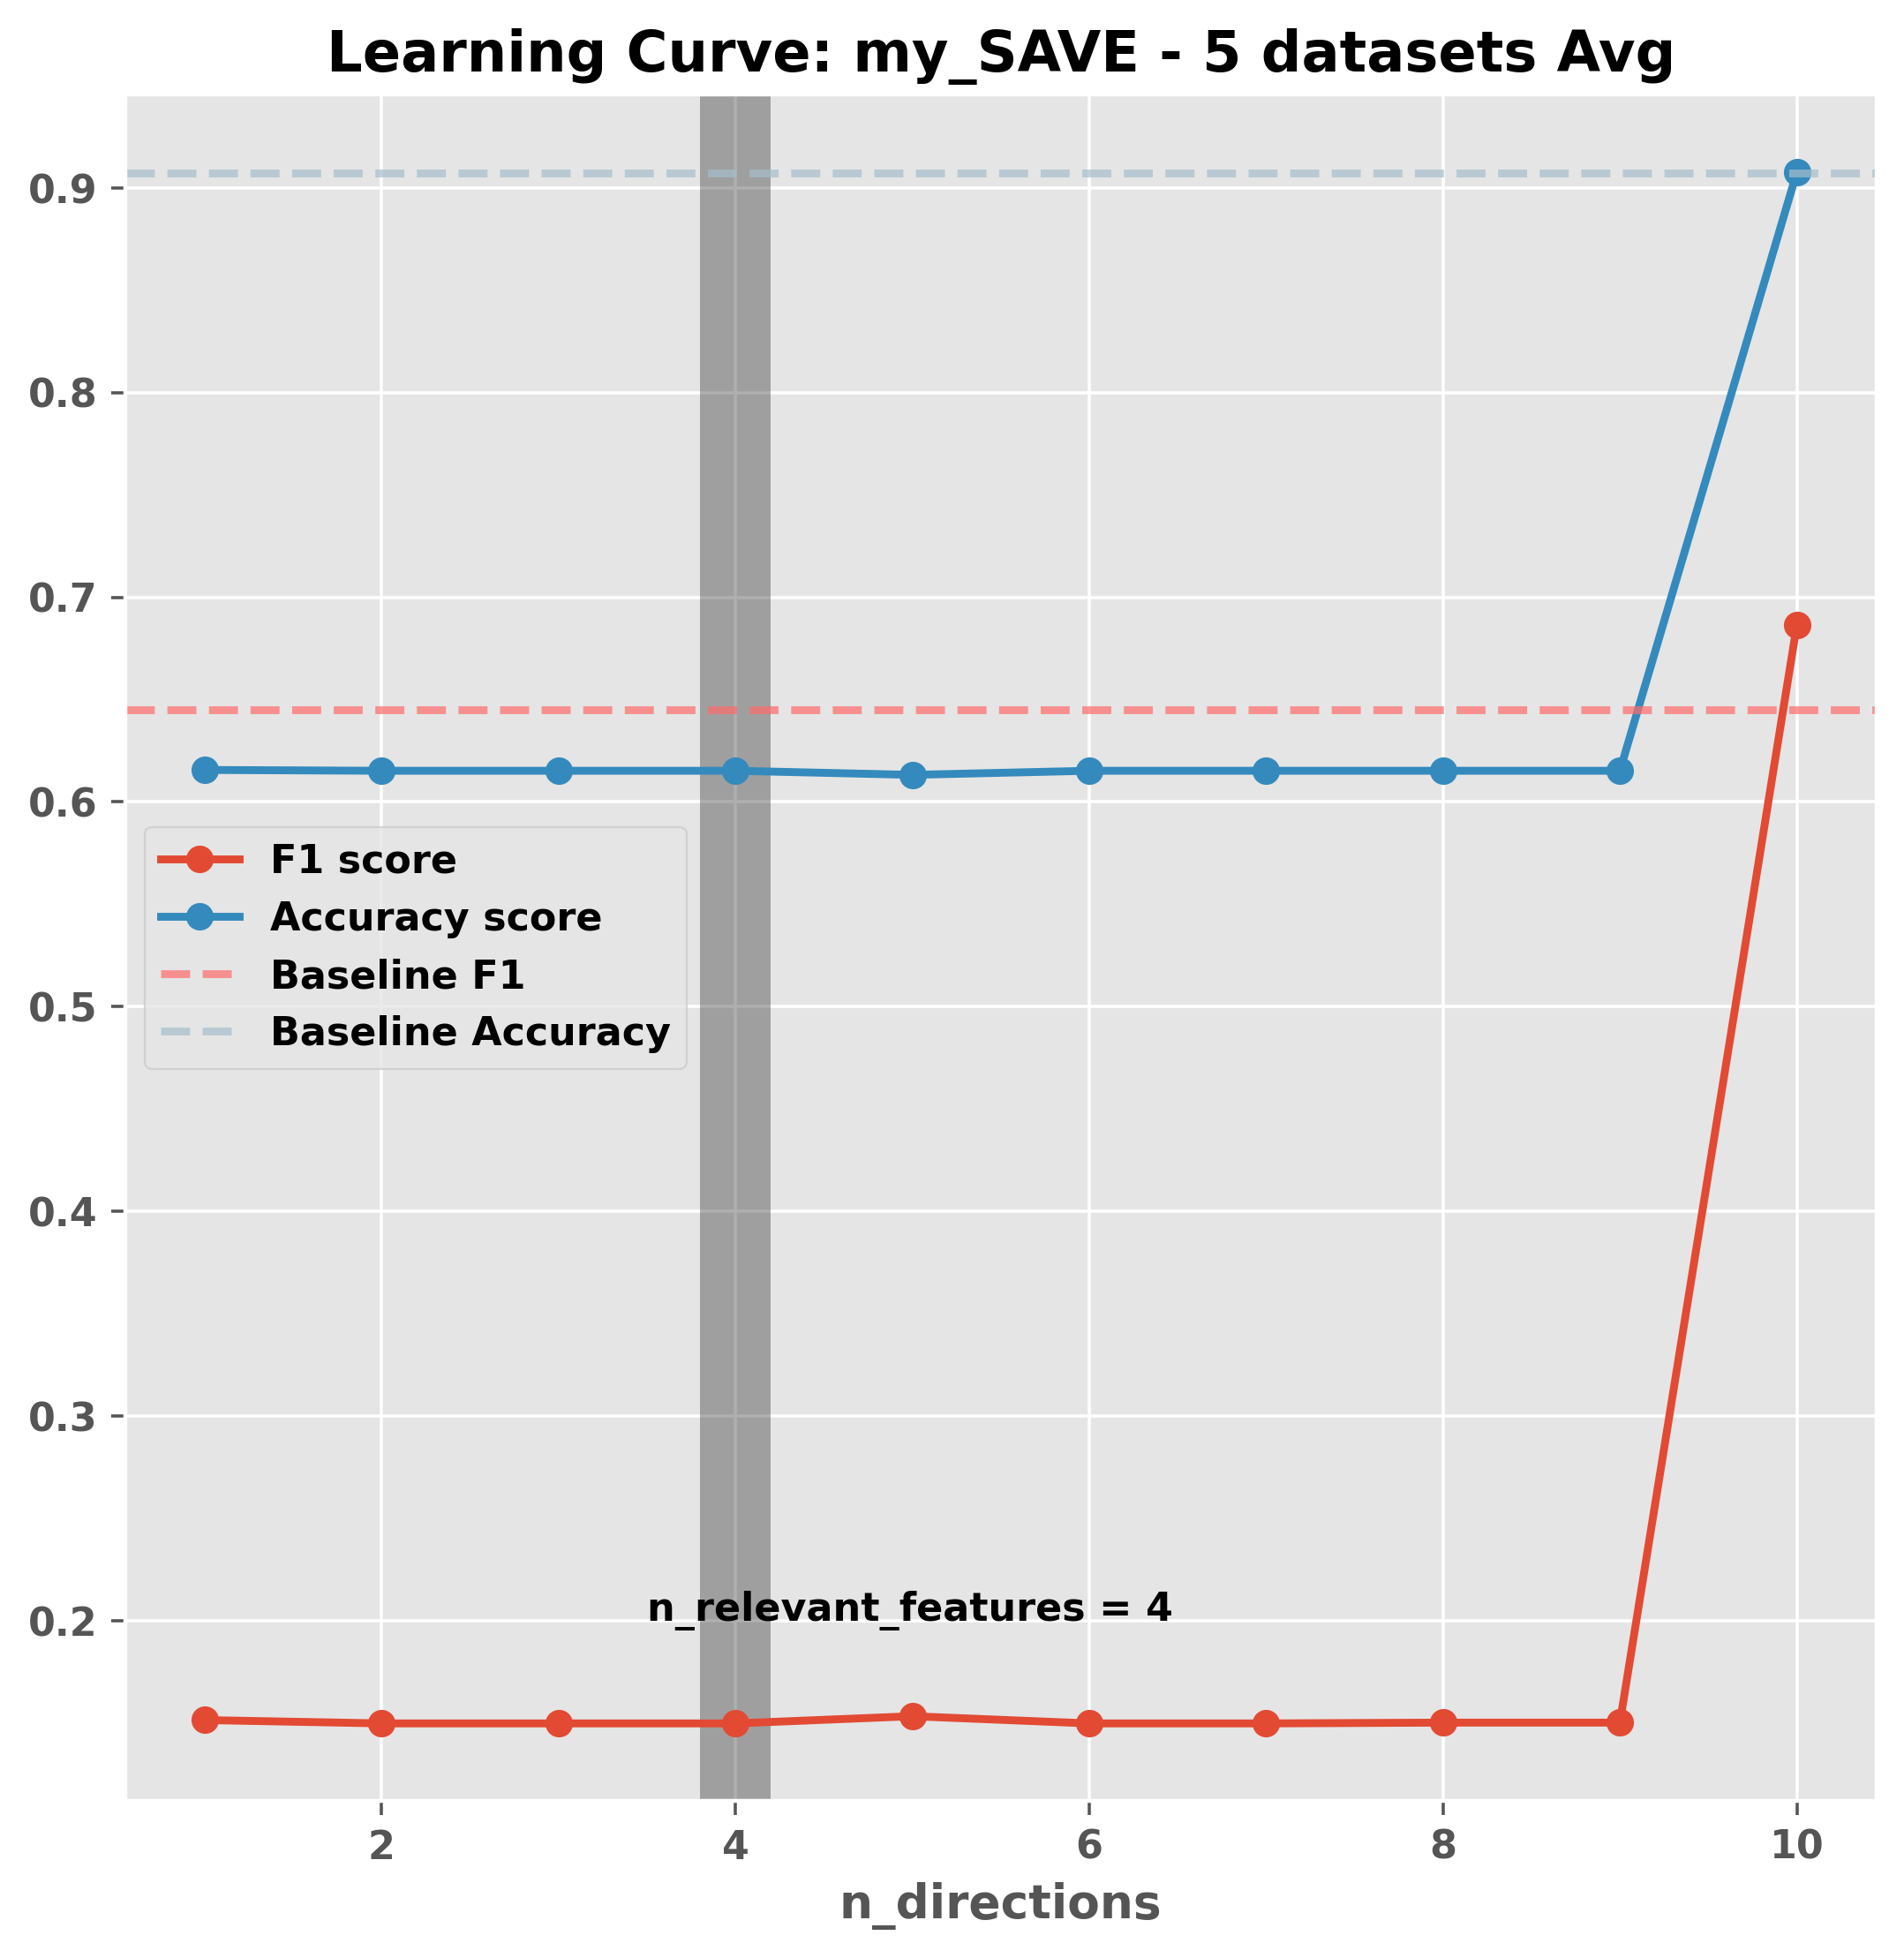 Learning Curve: my_SAVE - 5 datasets Avg
0.9
0.8
0.7
0.6
0.5
0.4
0.3
0.2
F1 score
Accuracy score
Baseline F1
Baseline Accuracy
n_relevant_features = 4
2 4 6 8 10
n_directions